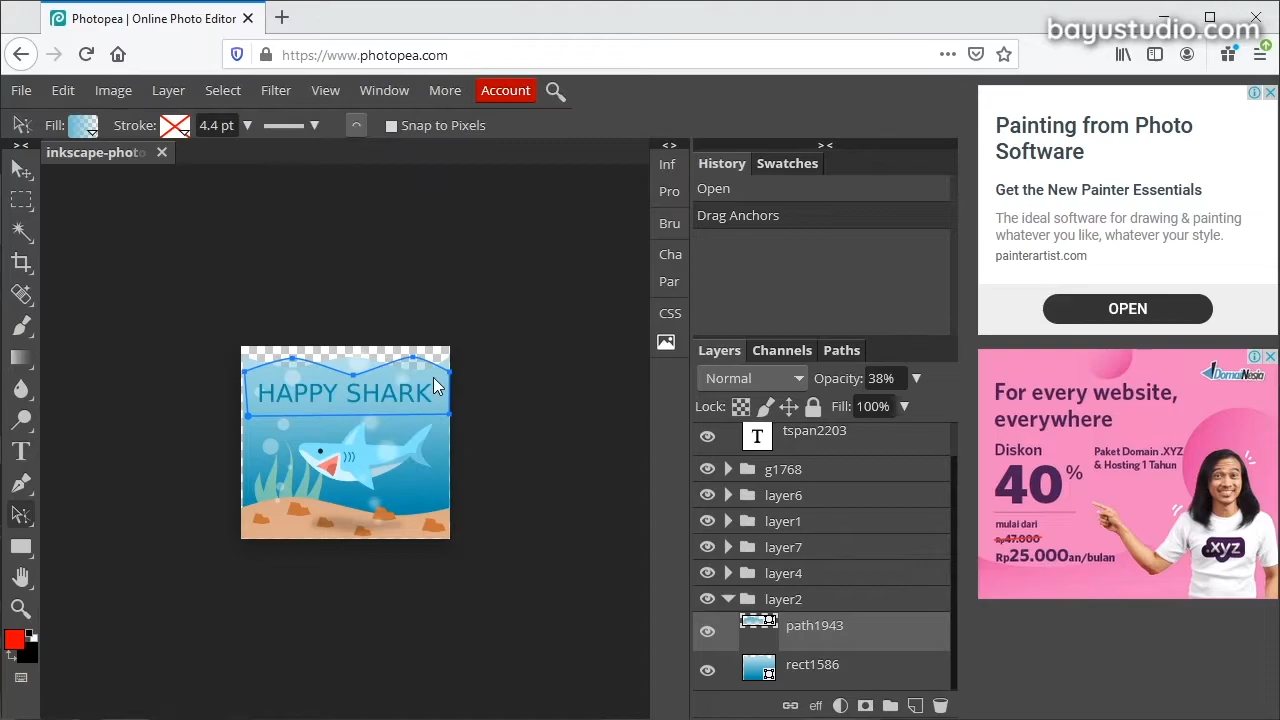 Photopea | Online Photo Editor
bayustudio.com
https://www.photopea.com
File Edit Image Layer Select Filter View Window More Account
Fill: Stroke: 4.4 pt Snap to Pixels
inkscape-photo
Inf
Pro
Bru
Cha
Par
CSS
History Swatches
Open
Drag Anchors
Layers Channels Paths
Normal Opacity: 38%
Lock: Fill: 100%
T tspan2203
g1768
layer6
layer1
layer7
layer4
layer2
path1943
rect1586
eff
HAPPY SHARK
T
Painting from Photo
Software
Get the New Painter Essentials
The ideal software for drawing & painting
whatever you like, whatever your style.
painterartist.com
OPEN
DomaiNesia
For every website,
everywhere
Diskon
40%
Paket Domain .XYZ
& Hosting 1 Tahun
mulai dari
Rp47.000
Rp25.000an/bulan
.xyz